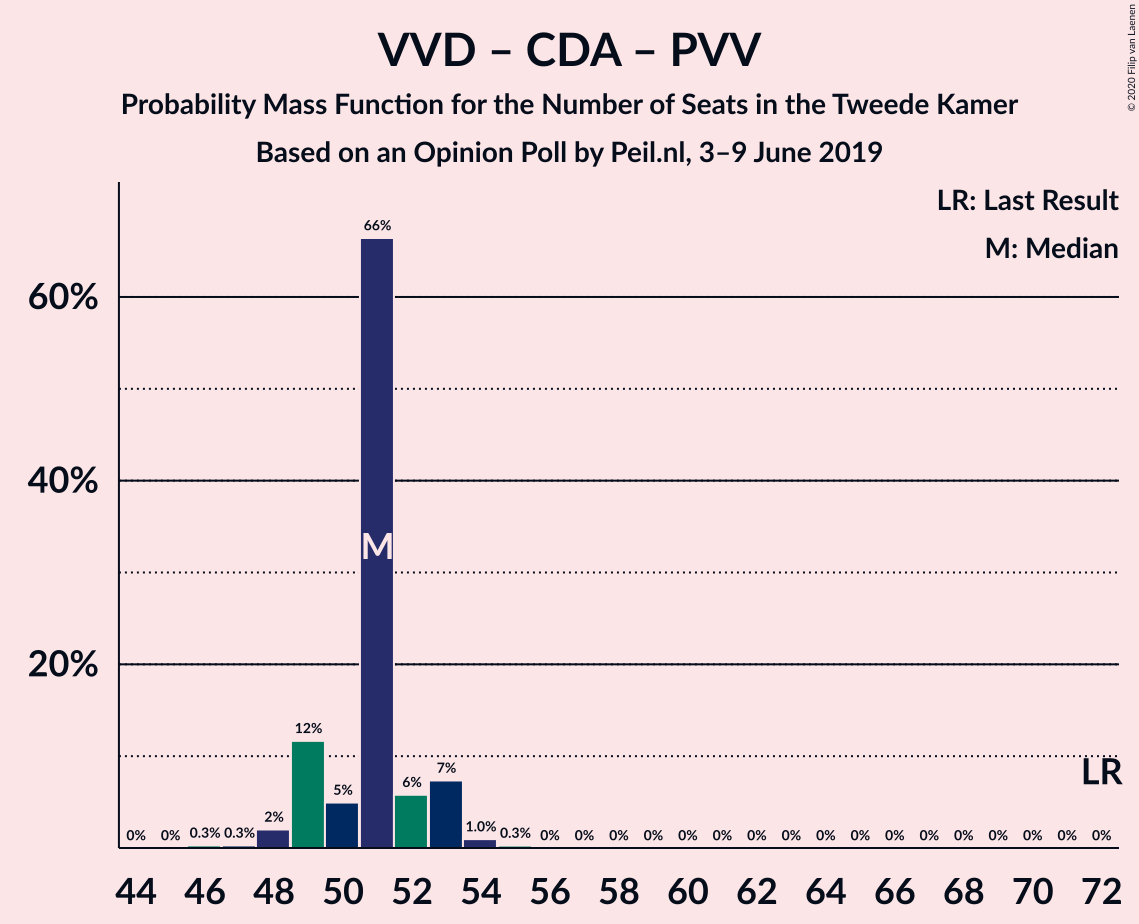 VVD – CDA – PVV
Probability Mass Function for the Number of Seats in the Tweede Kamer
Based on an Opinion Poll by Peil.nl, 3–9 June 2019
© 2020 Filip van Laenen
LR: Last Result
M: Median
66%
60%
M
40%
20%
12%
5%
6%
7%
LR
0% 0% 0.3% 0.3% 2% 1.0% 0.3% 0% 0% 0% 0% 0% 0% 0% 0% 0% 0% 0% 0% 0% 0% 0% 0% 0%
44 46 48 50 52 54 56 58 60 62 64 66 68 70 72